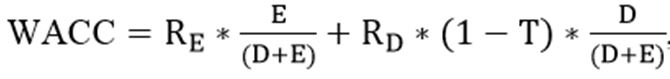 WACC = R_E * E/(D+E) + R_D * (1 − T) * D/(D+E),